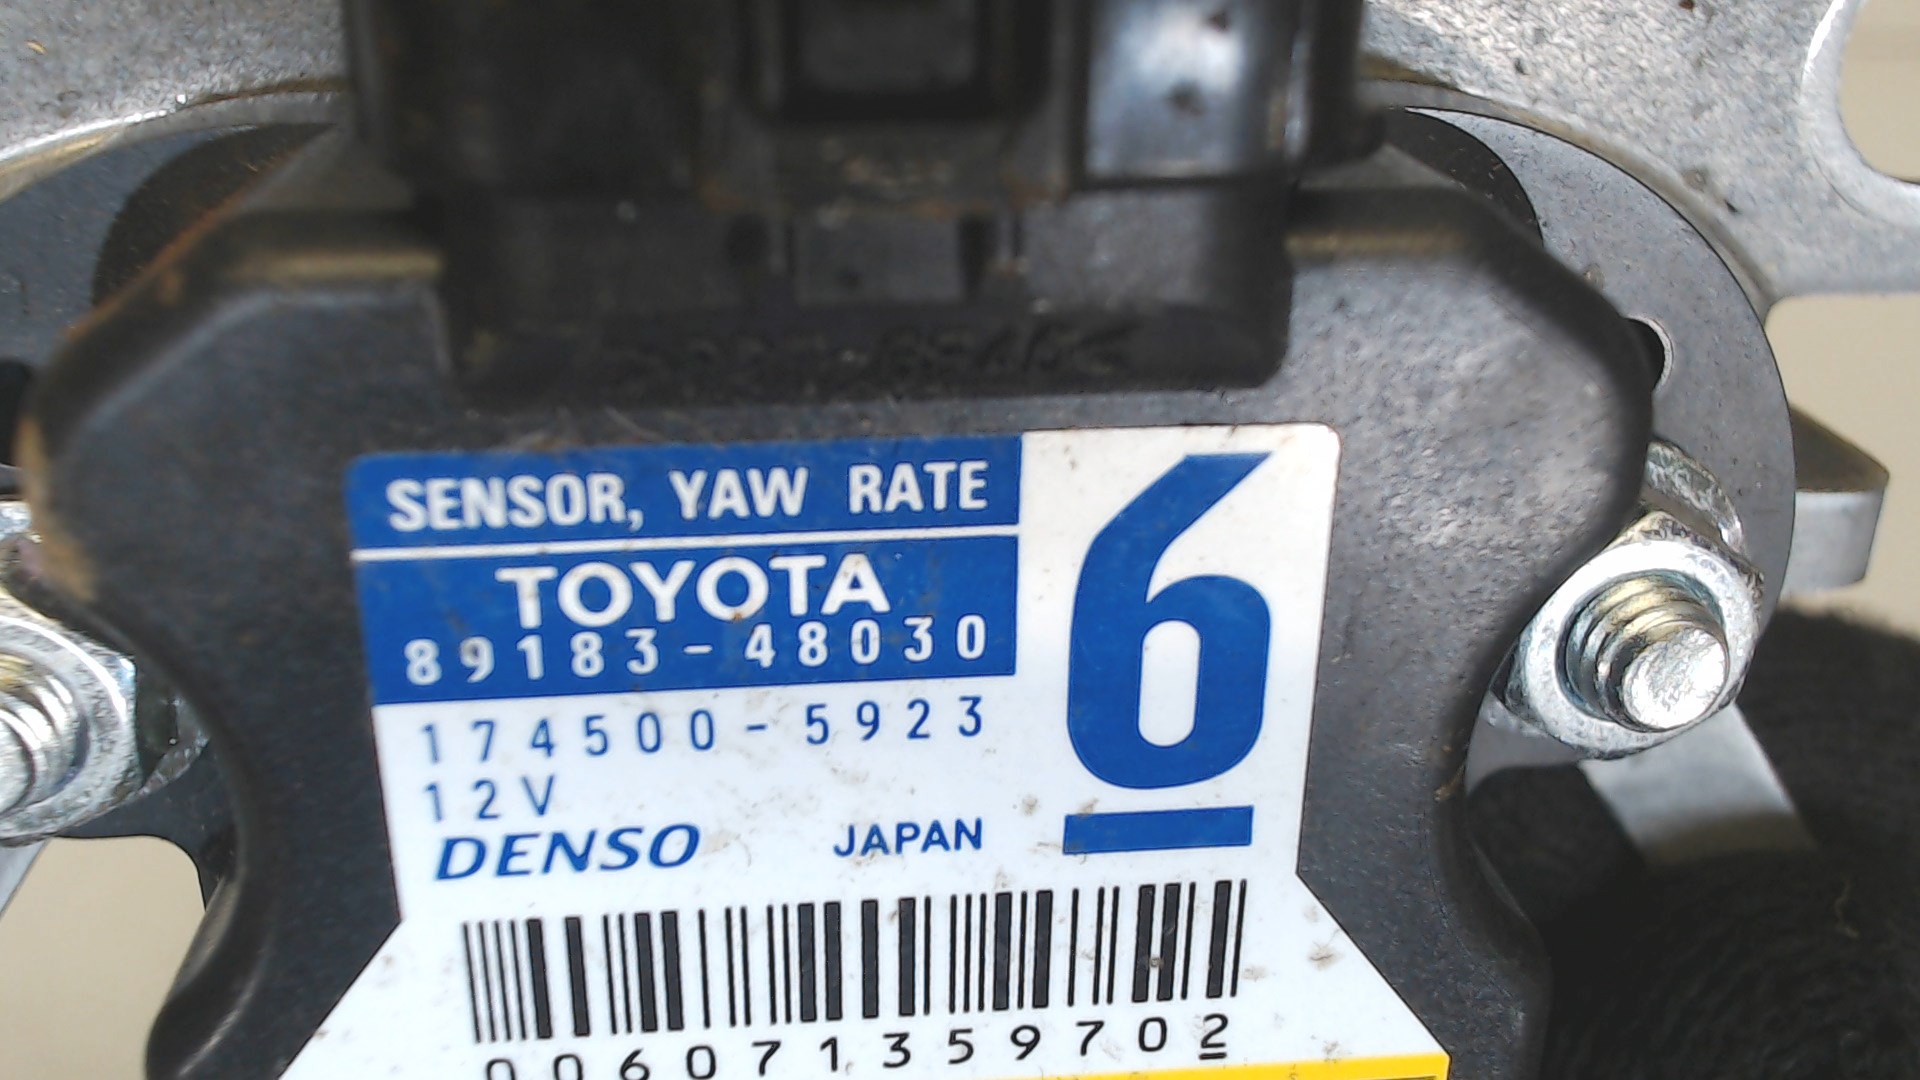 SENSOR, YAW RATE
6
TOYOTA
89183-48030
174500-5923
12V
DENSO JAPAN
006071359702